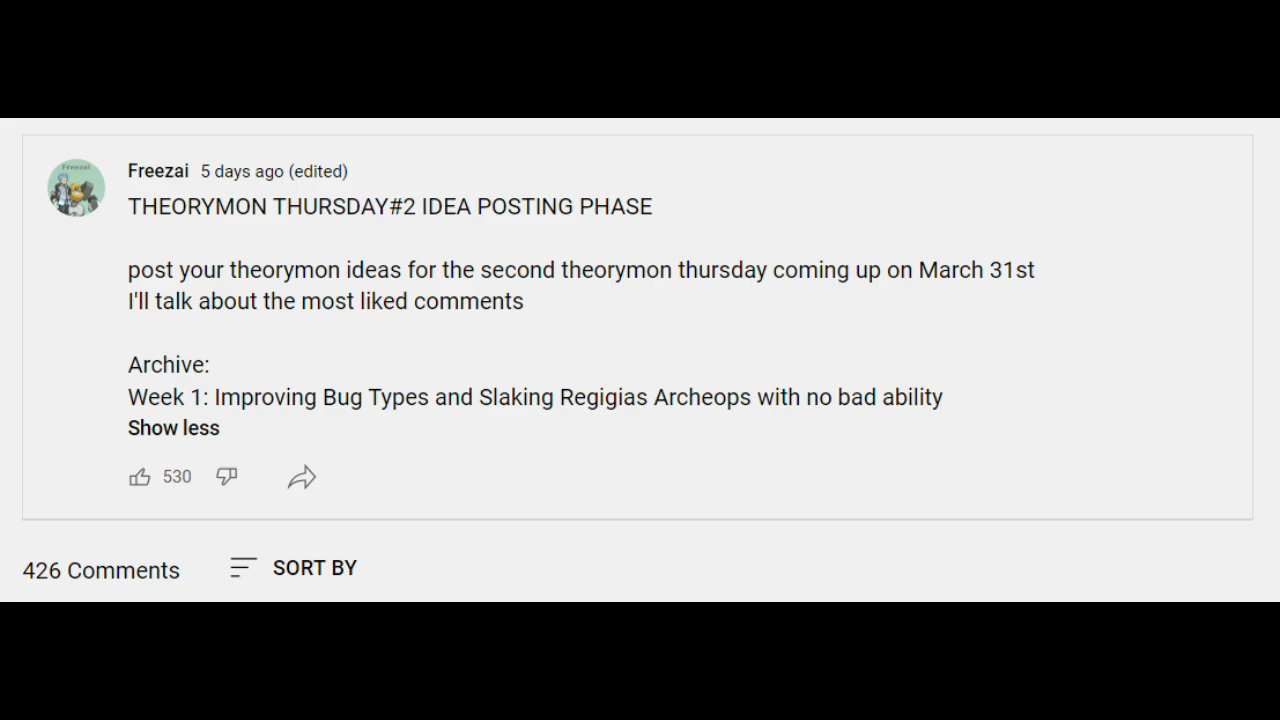 Freezai
Freezai 5 days ago (edited)
THEORYMON THURSDAY#2 IDEA POSTING PHASE
post your theorymon ideas for the second theorymon thursday coming up on March 31st
I'll talk about the most liked comments
Archive:
Week 1: Improving Bug Types and Slaking Regigias Archeops with no bad ability
Show less
530
426 Comments SORT BY